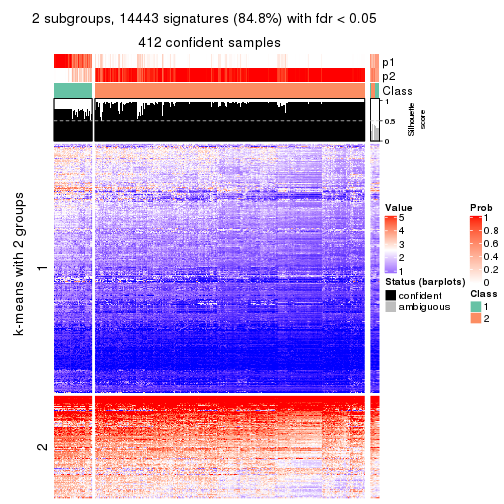 2 subgroups, 14443 signatures (84.8%) with fdr < 0.05
412 confident samples
p1
p2
Class
1
0.5
0
Silhouette
score
k-means with 2 groups
1
2
Value
5
4
3
2
1
Status (barplots)
confident
ambiguous
Prob
1
0.8
0.6
0.4
0.2
0
Class
1
2